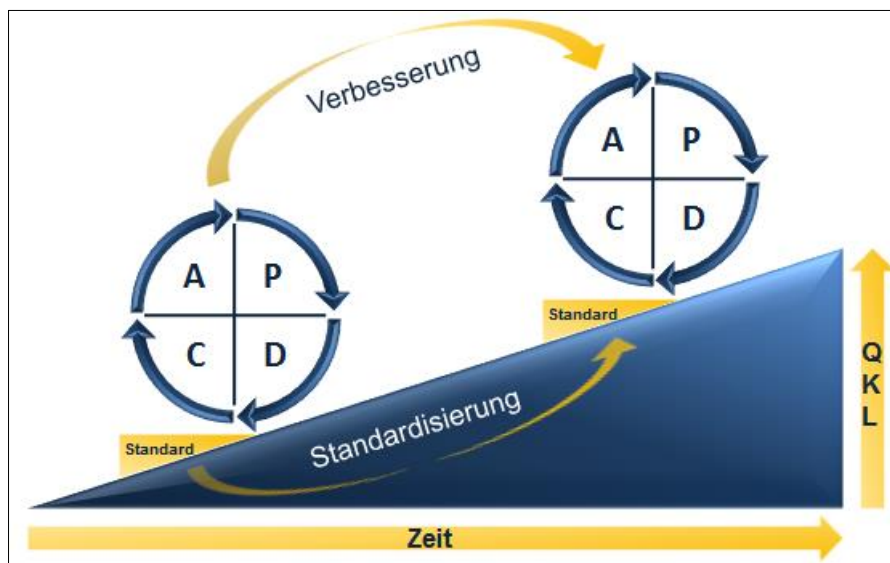 Verbesserung
A P
C D
A P
C D
Standard
Standard
Standardisierung
Q
K
L
Zeit